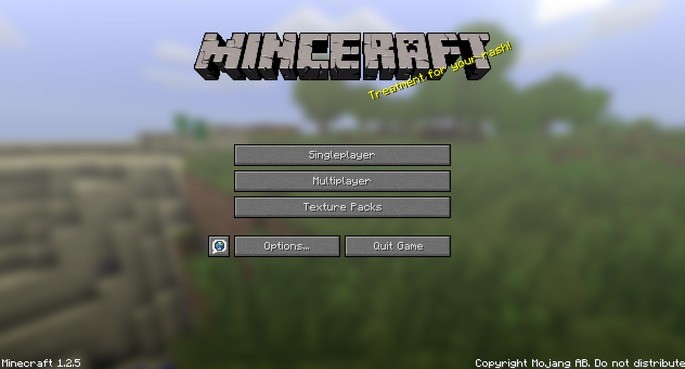 MINCERAFT
Treatment for your rash!
Singleplayer
Multiplayer
Texture Packs
Options...
Quit Game
Minecraft 1.2.5
Copyright Mojang AB. Do not distribute